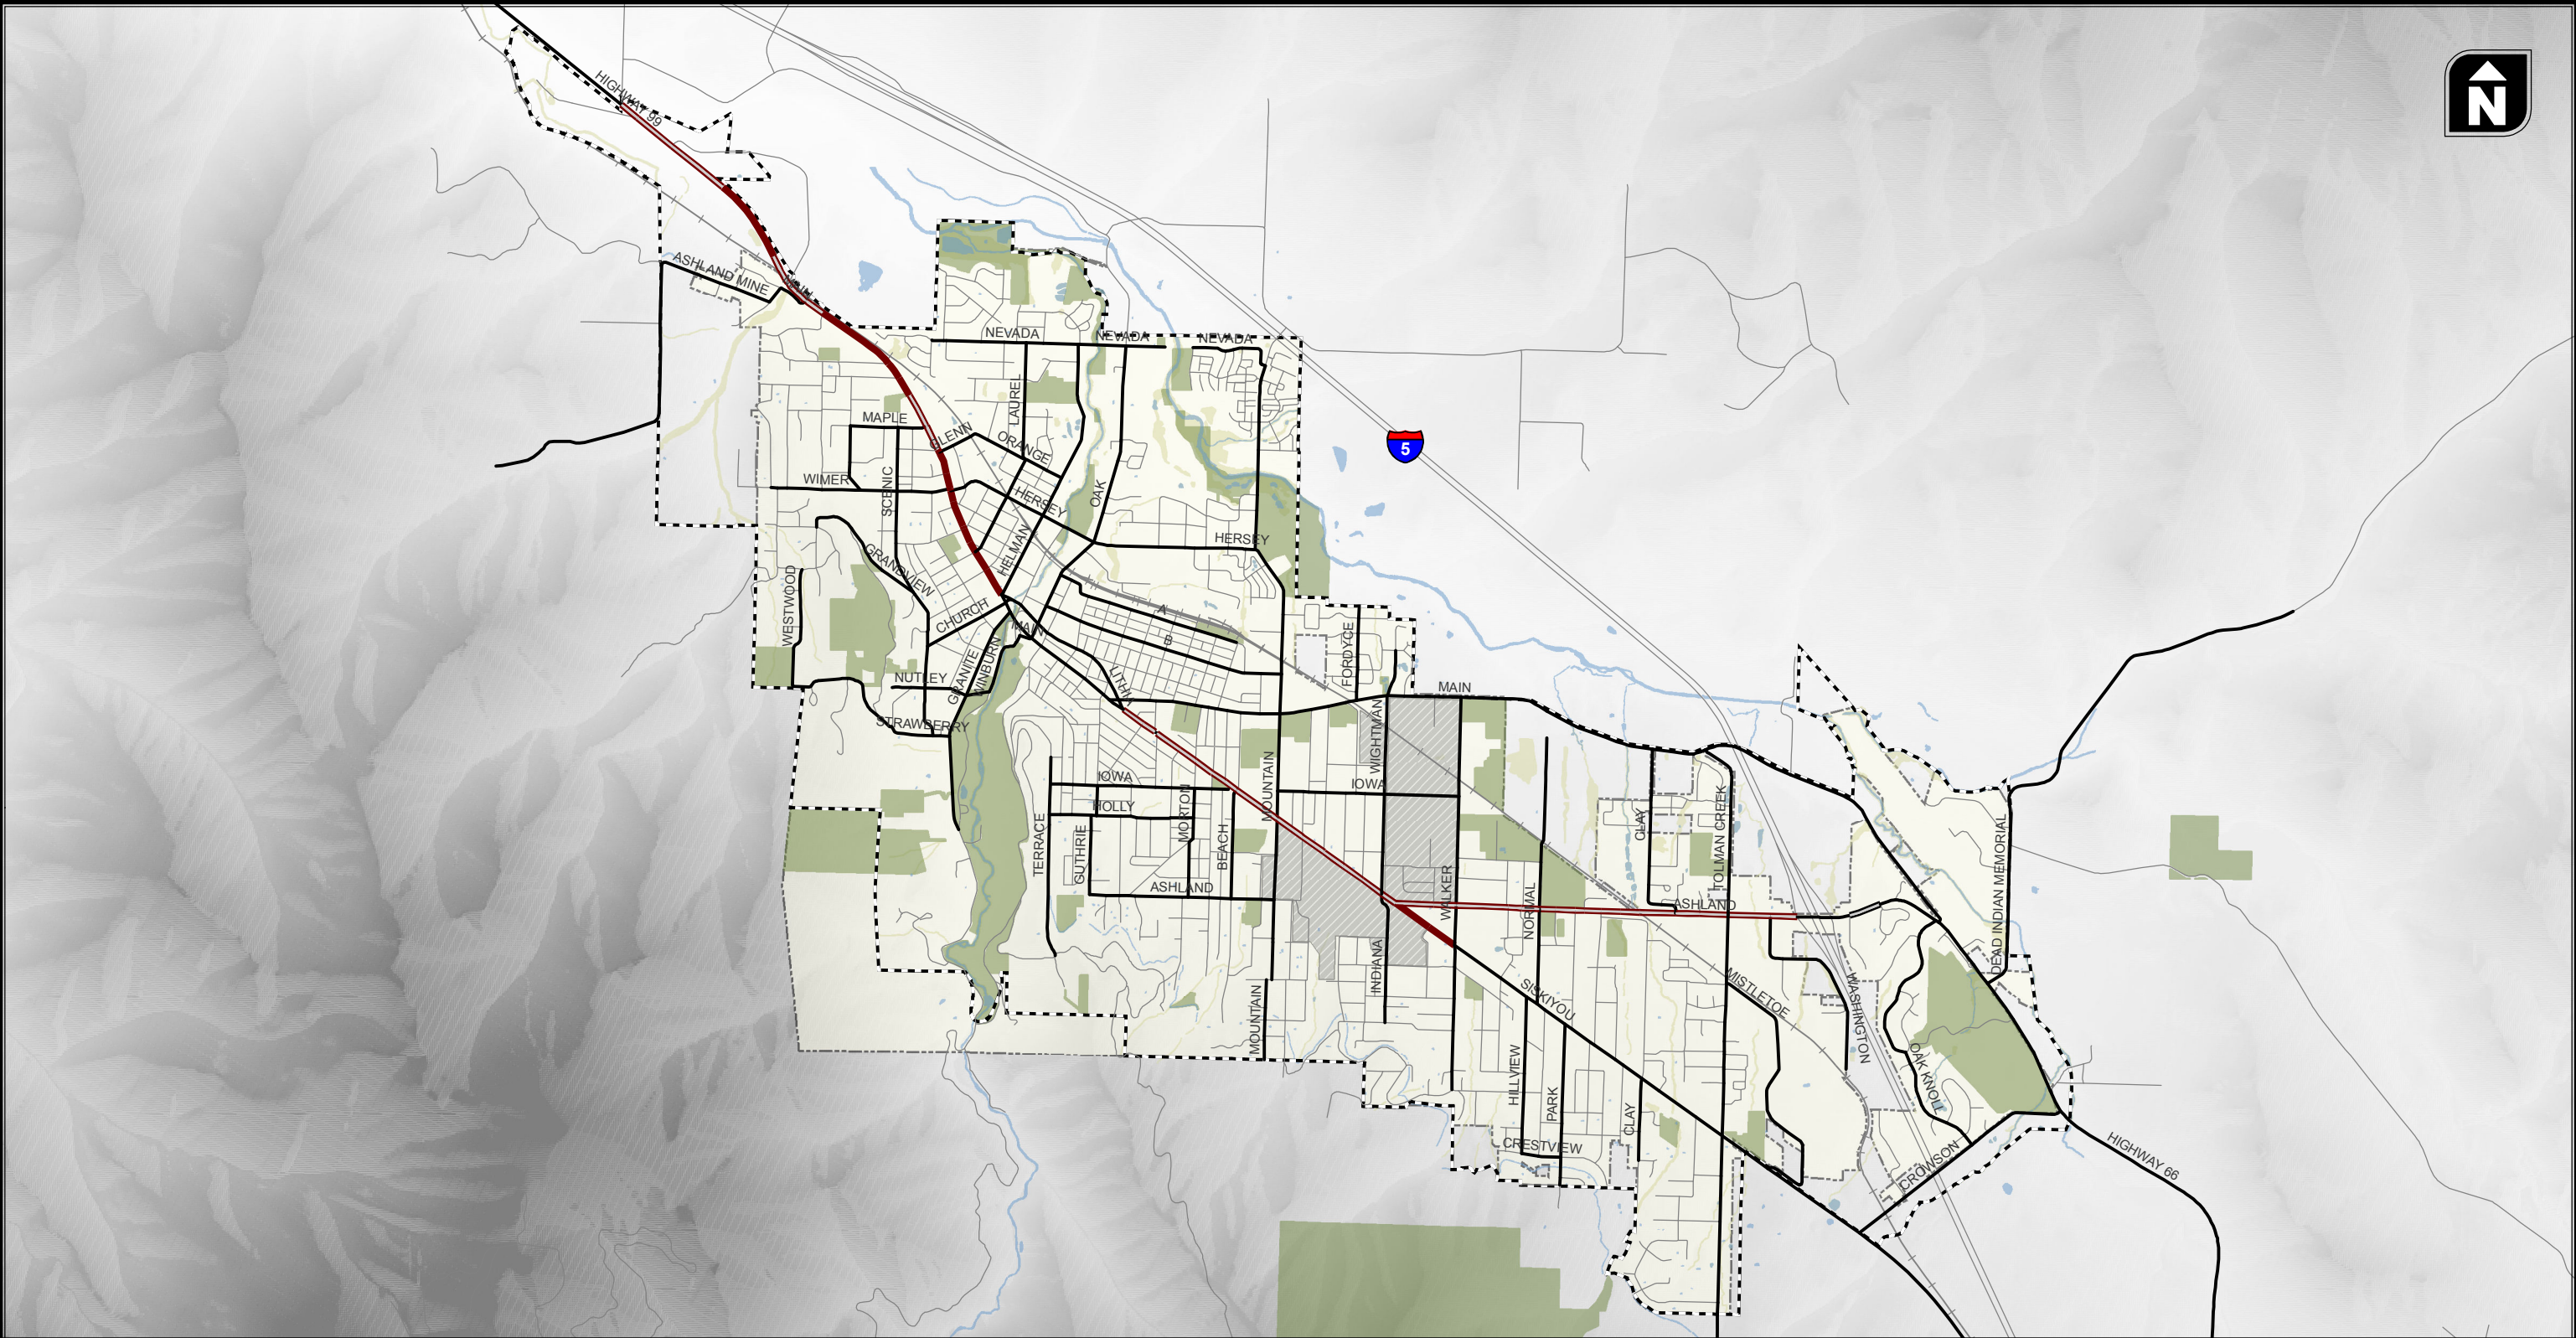 HIGHWAY 99
N
ASHLAND MINE
NEVADA
NEVADA
NEVADA
LAUREL
MAPLE
GLENN
ORANGE
5
WIMER
SCENIC
HERSEY
OAK
HELMAN
HERSEY
GRANDVIEW
WESTWOOD
CHURCH
MAIN
A
B
FORDYCE
GRANITE
WINBURN
NUTLEY
LITHIA
MAIN
STRAWBERRY
WIGHTMAN
IOWA
MOUNTAIN
IOWA
HOLLY
MORTON
TERRACE
GUTHRIE
BEACH
CLAY
TOLMAN CREEK
DEAD INDIAN MEMORIAL
ASHLAND
WALKER
NORMAL
ASHLAND
INDIANA
MOUNTAIN
SISKIYOU
MISTLETOE
WASHINGTON
HILLVIEW
PARK
CLAY
OAK KNOLL
CRESTVIEW
CROWSON
HIGHWAY 66